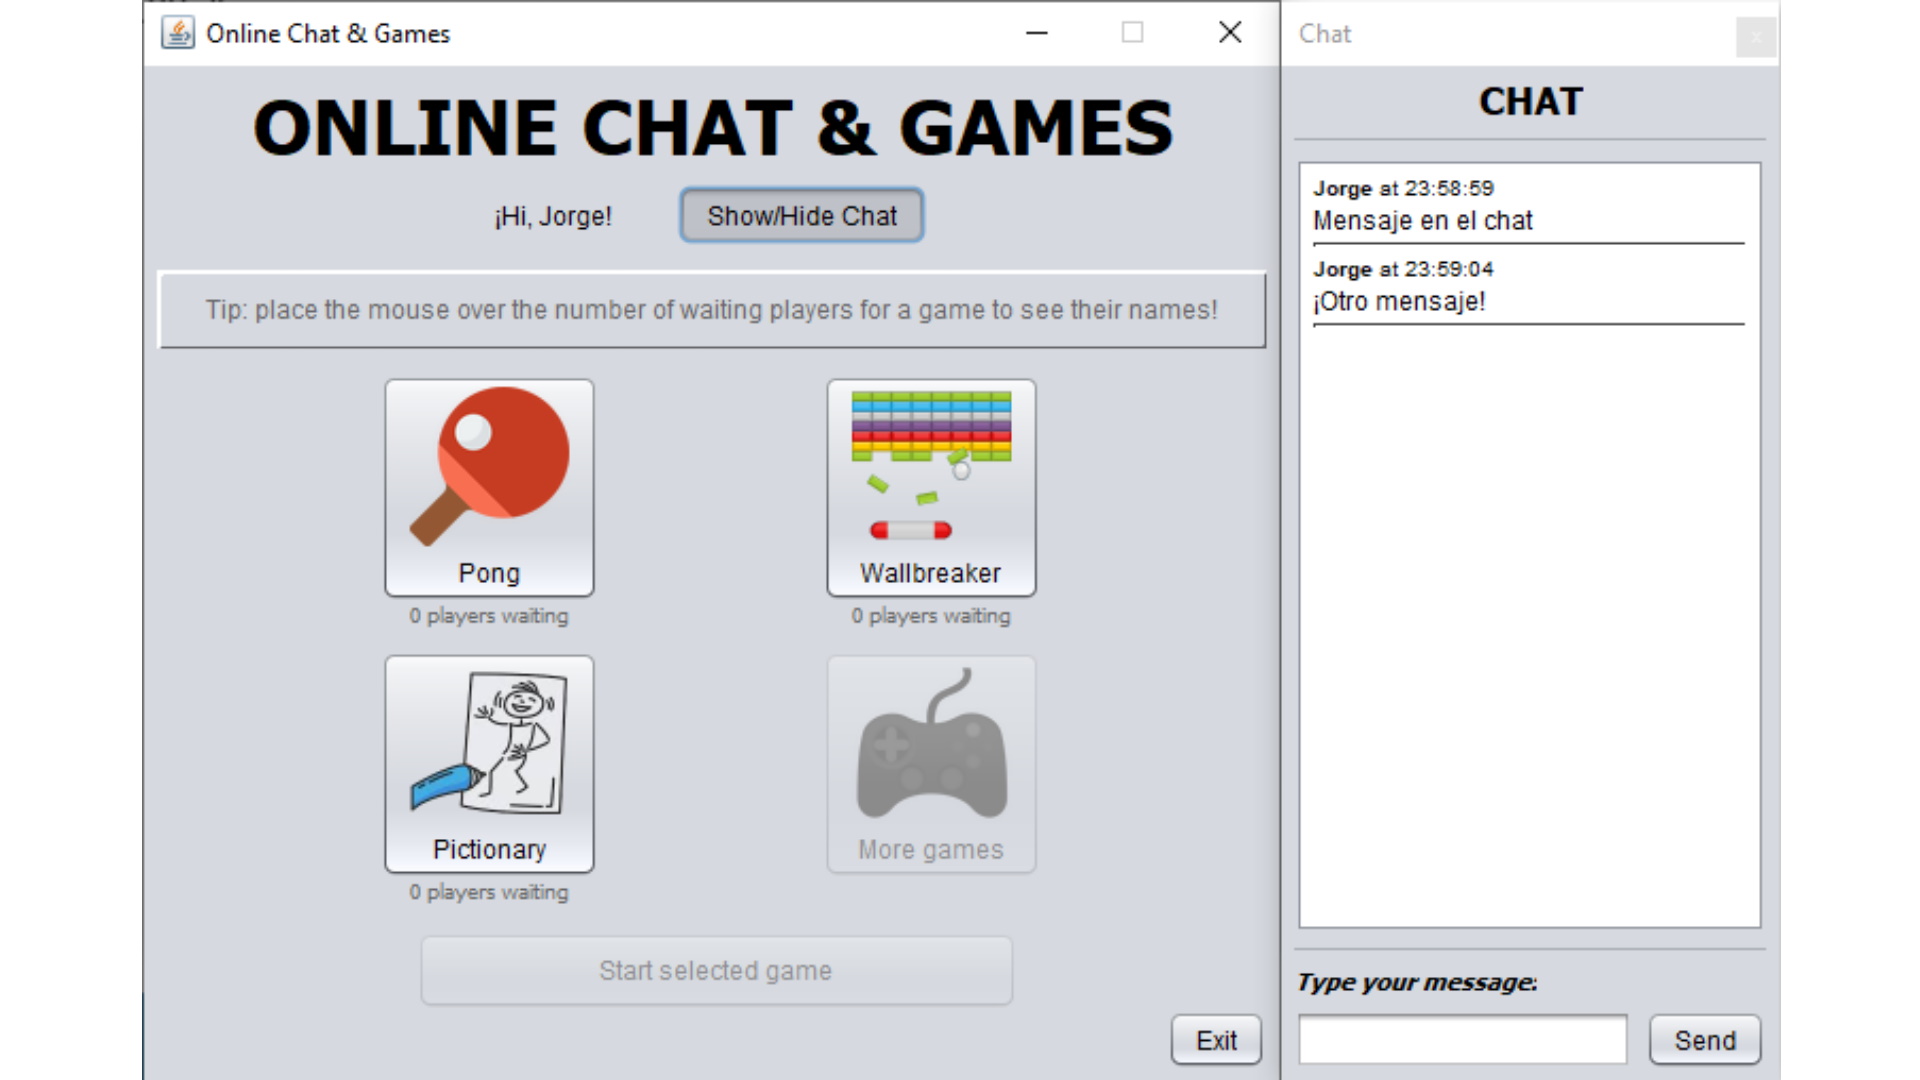 Online Chat & Games
ONLINE CHAT & GAMES
¡Hi, Jorge!
Show/Hide Chat
Tip: place the mouse over the number of waiting players for a game to see their names!
Pong
0 players waiting
Wallbreaker
0 players waiting
Pictionary
0 players waiting
More games
Start selected game
Exit
Chat
CHAT
Jorge at 23:58:59
Mensaje en el chat
Jorge at 23:59:04
¡Otro mensaje!
Type your message:
Send